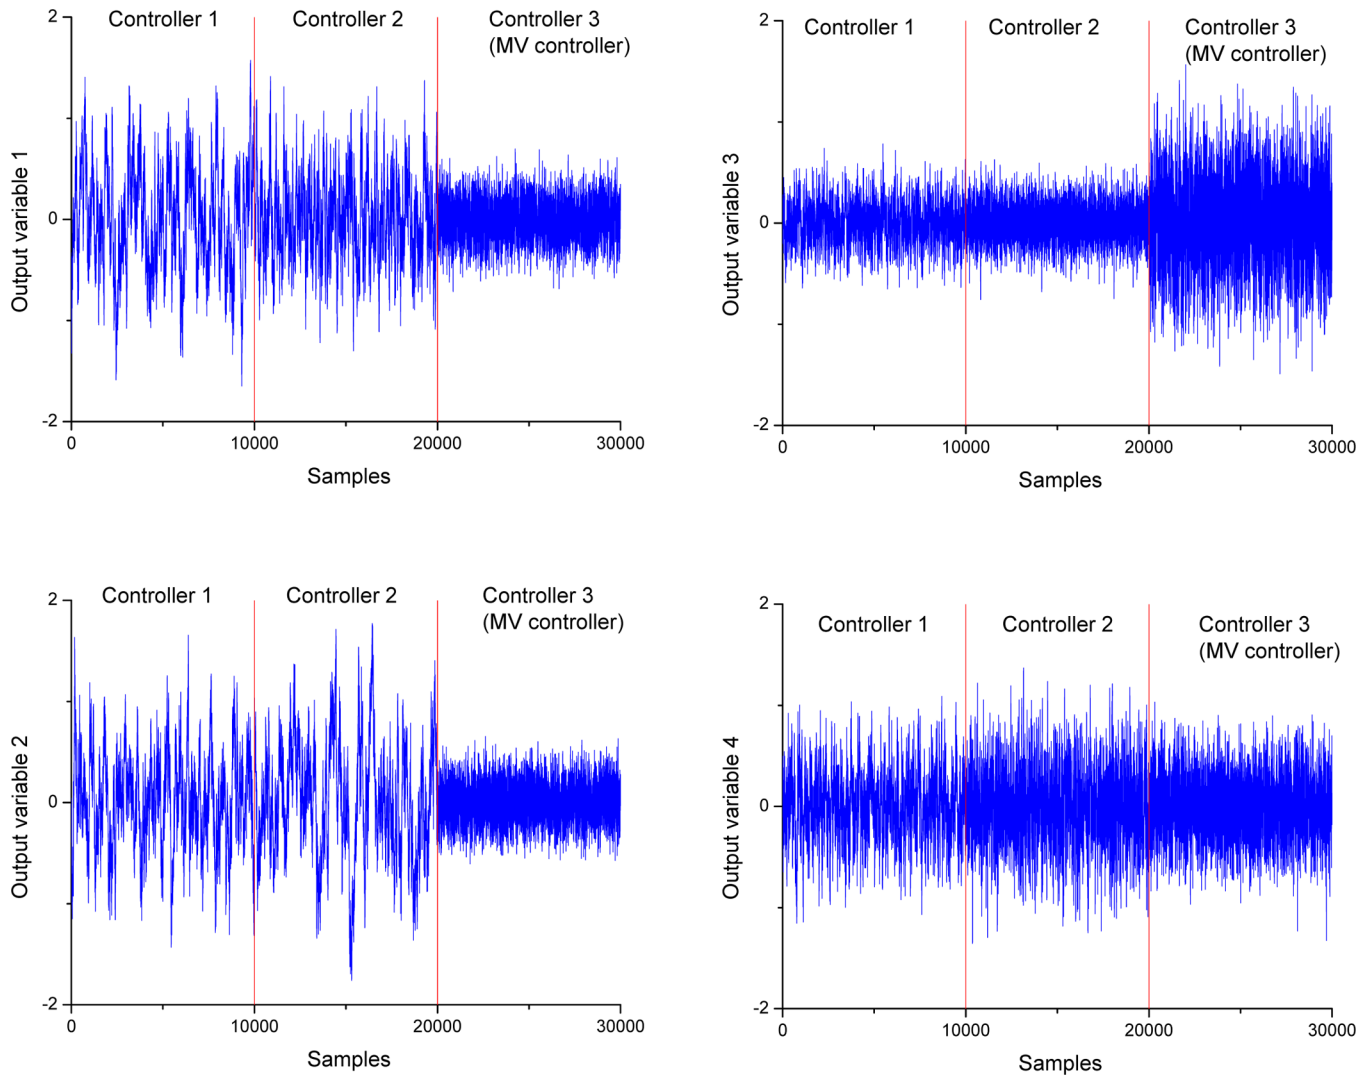 Controller 1
Controller 2
Controller 3
(MV controller)
2
0
-2
Output variable 1
0
10000
20000
30000
Samples
Controller 1
Controller 2
Controller 3
(MV controller)
2
0
-2
Output variable 3
0
10000
20000
30000
Samples
Controller 1
Controller 2
Controller 3
(MV controller)
2
0
-2
Output variable 2
0
10000
20000
30000
Samples
Controller 1
Controller 2
Controller 3
(MV controller)
2
0
-2
Output variable 4
0
10000
20000
30000
Samples